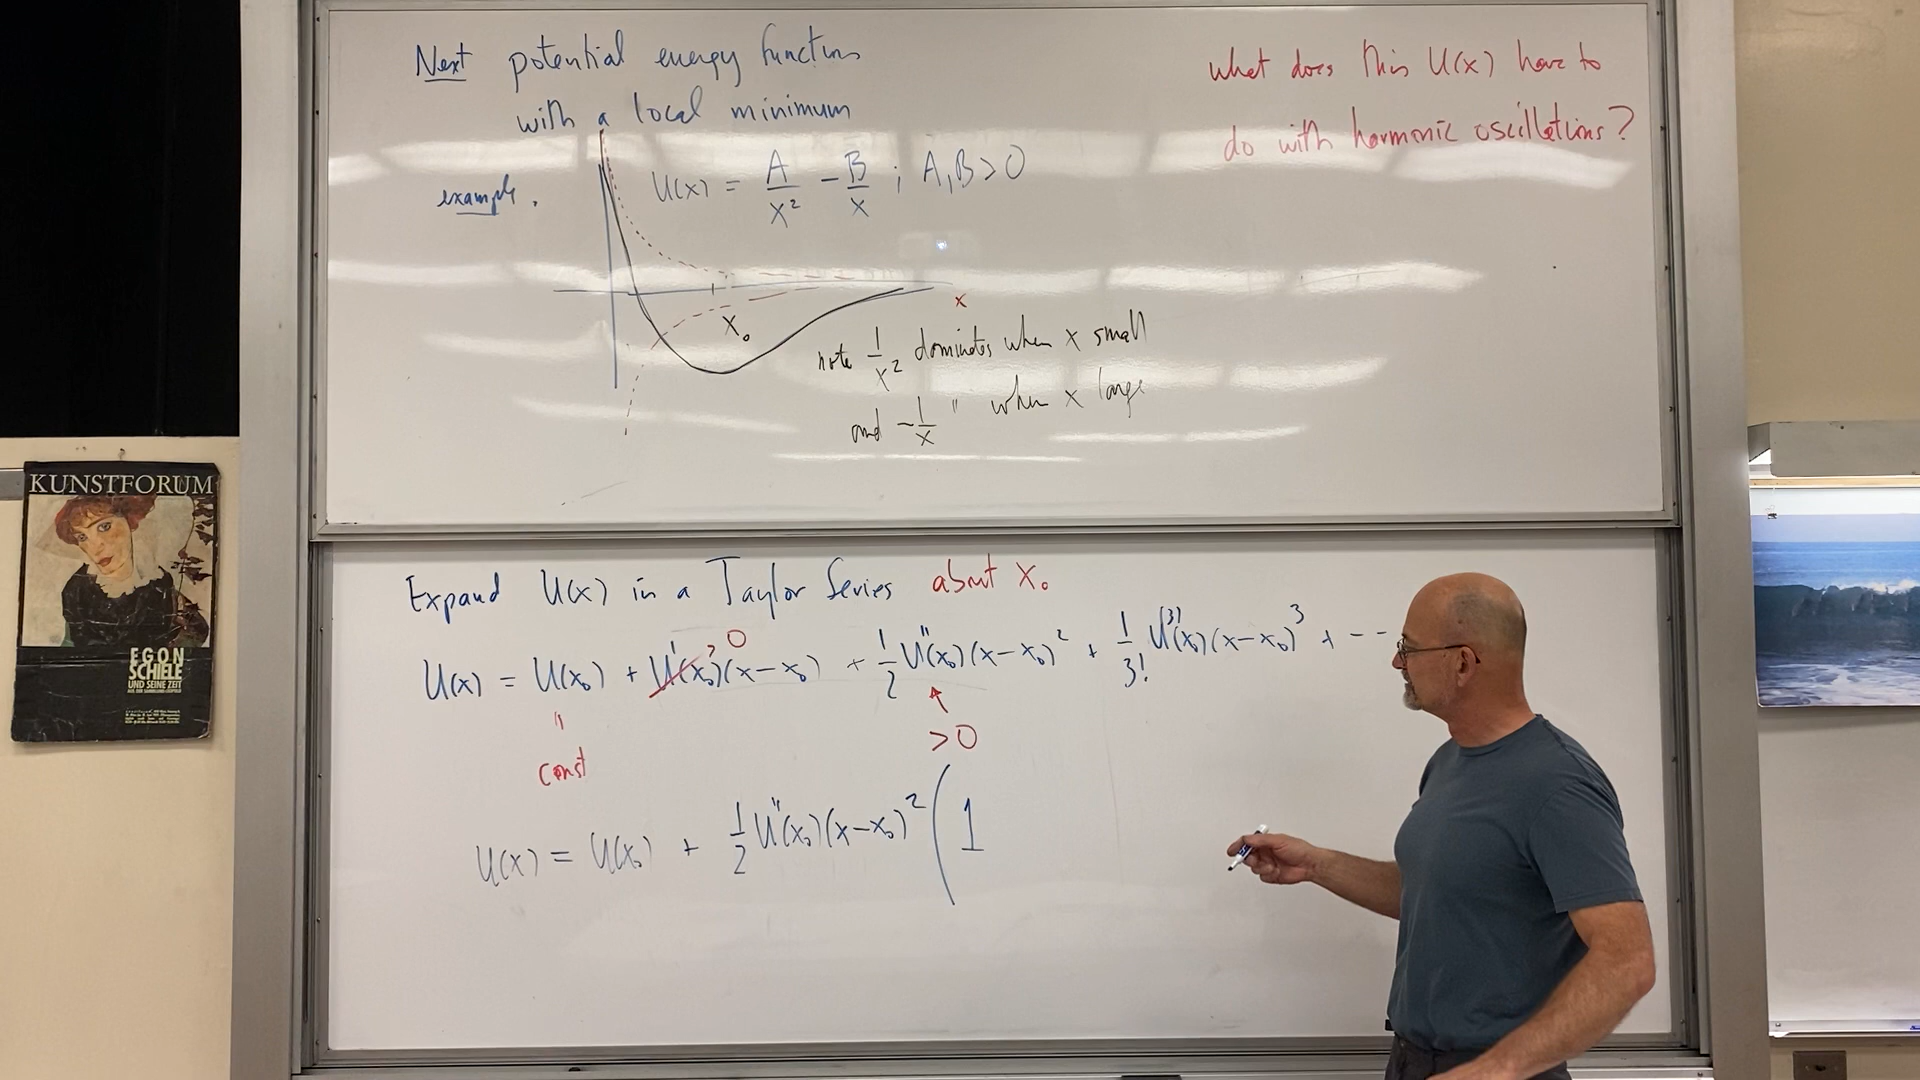 Next potential energy functions
with a local minimum
example.
U(x) = A/x² - B/x ; A,B>0
x
x₀
note 1/x² dominates when x small
and -1/x " when x large
what does this U(x) have to
do with harmonic oscillations?
Expand U(x) in a Taylor Series about x₀
U(x) = U(x₀) + U'(x₀)(x-x₀) + 1/2 U"(x₀)(x-x₀)² + 1/3! U⁽³⁾(x₀)(x-x₀)³ + ---
0
"
const
>0
U(x) = U(x₀) + 1/2 U"(x₀)(x-x₀)² ( 1
KUNSTFORUM
EGON
SCHIELE
UND SEINE ZEIT